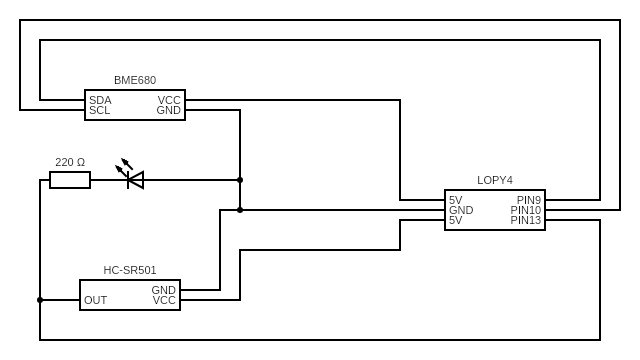 BME680
SDA VCC
SCL GND
220 Ω
LOPY4
5V PIN9
GND PIN10
5V PIN13
HC-SR501
GND
OUT VCC